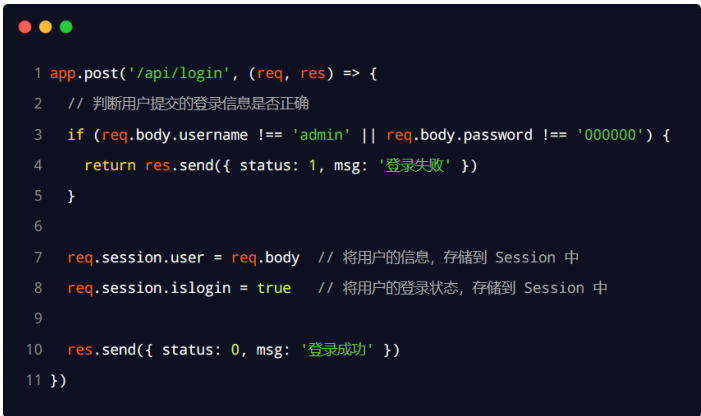 1 app.post('/api/login', (req, res) => {
2 // 判断用户提交的登录信息是否正确
3 if (req.body.username !== 'admin' || req.body.password !== '000000') {
4 return res.send({ status: 1, msg: '登录失败' })
5 }
6
7 req.session.user = req.body // 将用户的信息，存储到 Session 中
8 req.session.islogin = true // 将用户的登录状态，存储到 Session 中
9
10 res.send({ status: 0, msg: '登录成功' })
11 })